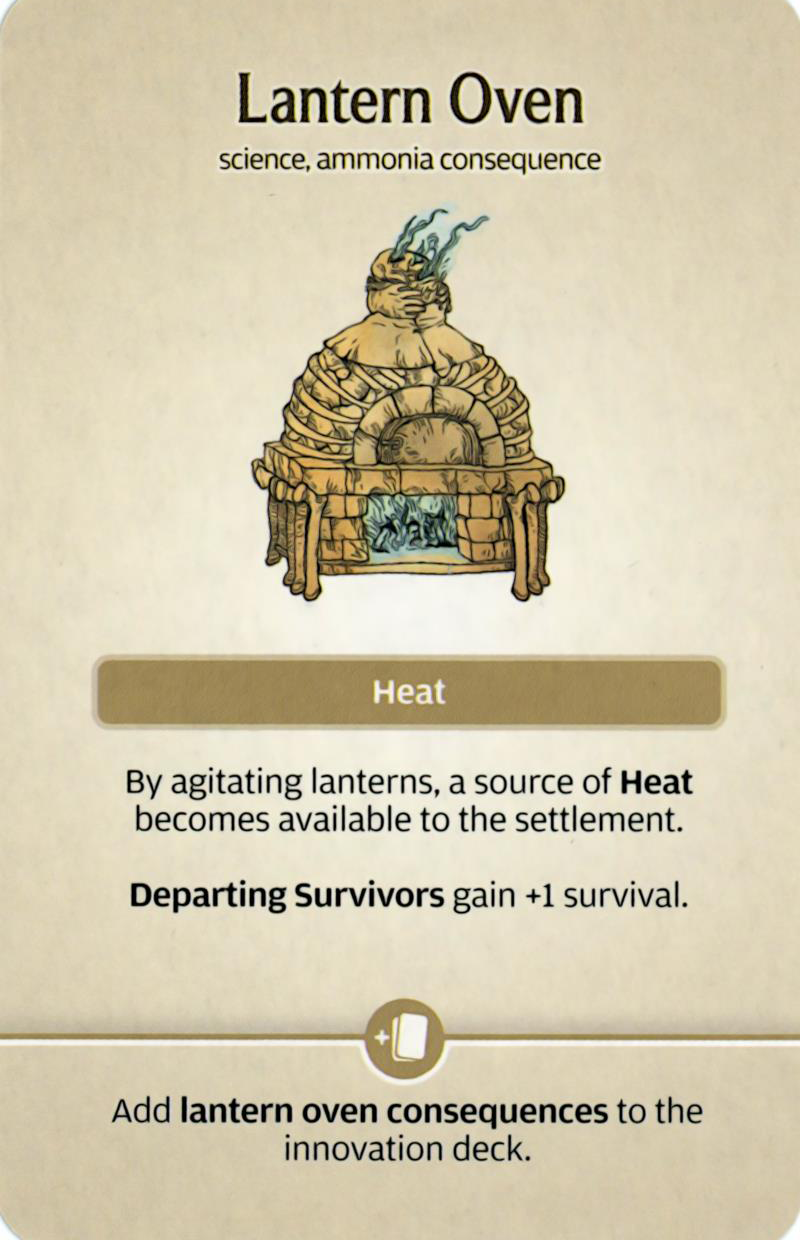 Lantern Oven
science, ammonia consequence
Heat
By agitating lanterns, a source of Heat
becomes available to the settlement.
Departing Survivors gain +1 survival.
+
Add lantern oven consequences to the
innovation deck.